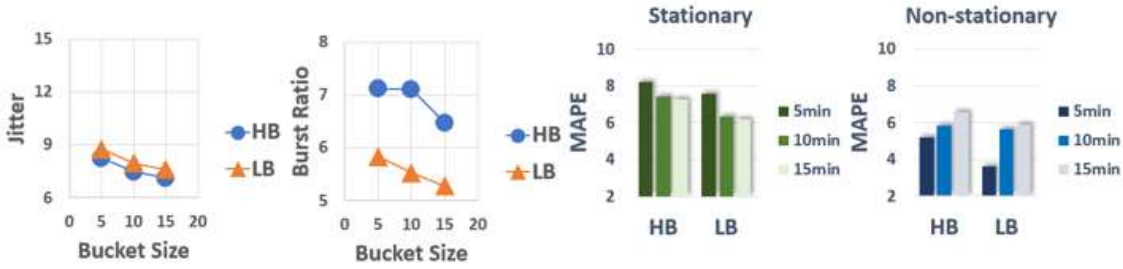 Jitter
15
12
9
6
0 5 10 15 20
Bucket Size
HB
LB
Burst Ratio
8
7
6
5
0 5 10 15 20
Bucket Size
HB
LB
Stationary
MAPE
10
8
6
4
2
HB LB
5min
10min
15min
Non-stationary
MAPE
10
8
6
4
2
HB LB
5min
10min
15min